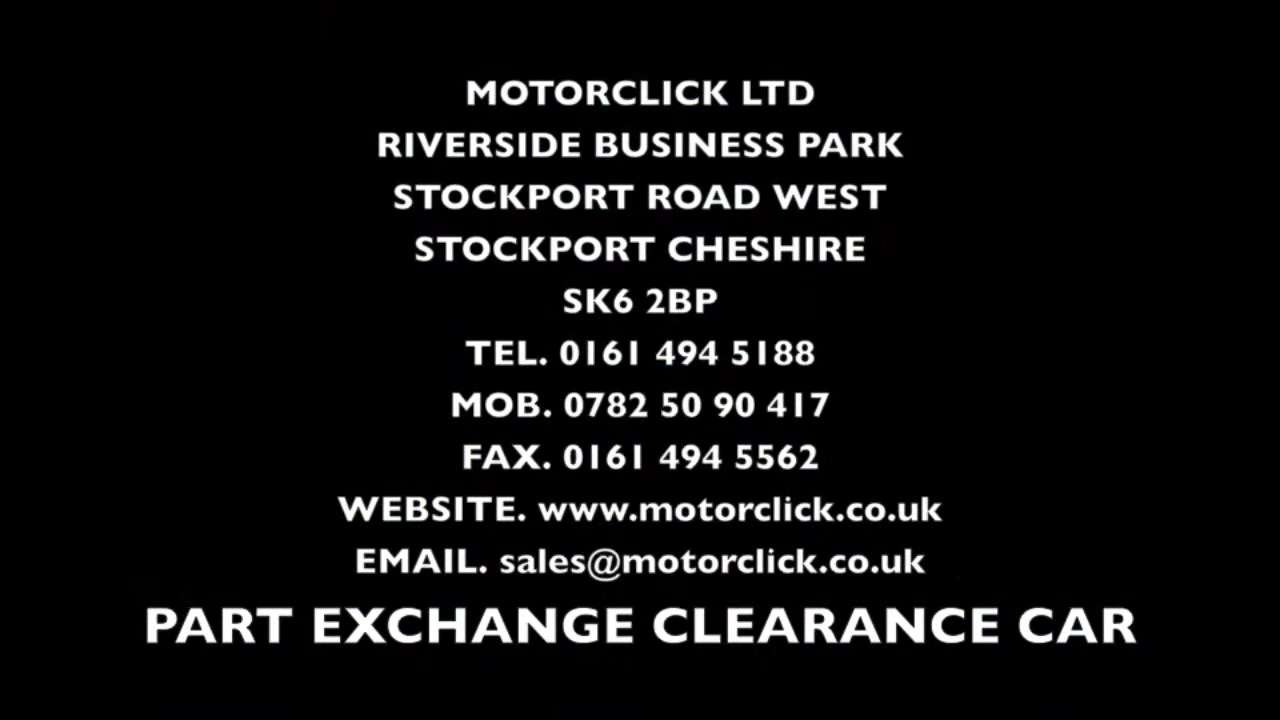 MOTORCLICK LTD
RIVERSIDE BUSINESS PARK
STOCKPORT ROAD WEST
STOCKPORT CHESHIRE
SK6 2BP
TEL. 0161 494 5188
MOB. 0782 50 90 417
FAX. 0161 494 5562
WEBSITE. www.motorclick.co.uk
EMAIL. sales@motorclick.co.uk
PART EXCHANGE CLEARANCE CAR